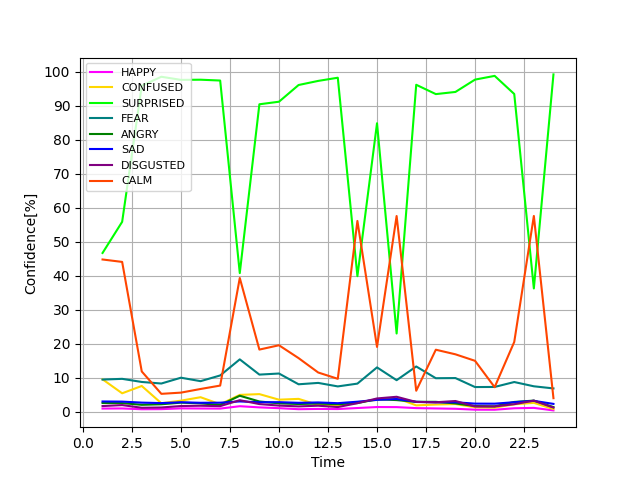 100
90
80
70
60
50
40
30
20
10
0
Confidence[%]
HAPPY
CONFUSED
SURPRISED
FEAR
ANGRY
SAD
DISGUSTED
CALM
0.0 2.5 5.0 7.5 10.0 12.5 15.0 17.5 20.0 22.5
Time